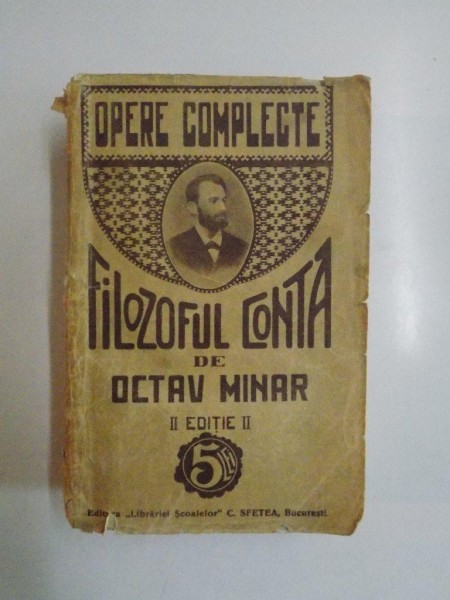 OPERE COMPLECTE
FILOZOFUL CONTA
DE
OCTAV MINAR
II EDIȚIE II
5 LEI
Editura „Librăriei Școalelor" C. SFETEA, București.